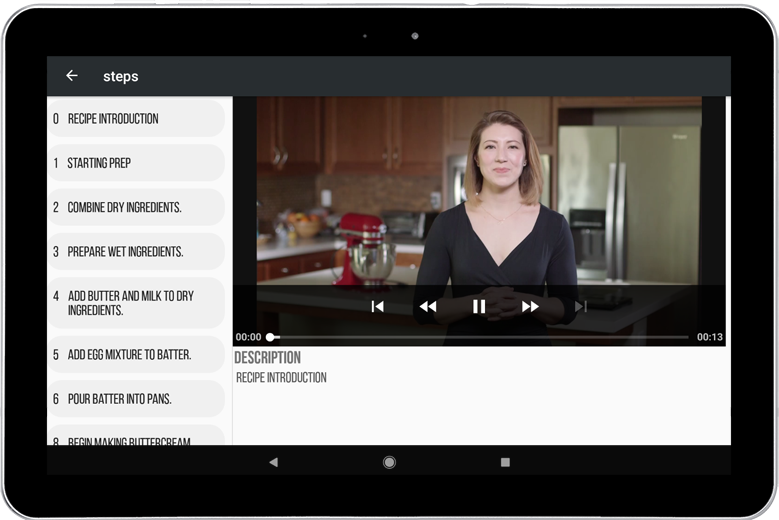 steps
0 RECIPE INTRODUCTION
1 STARTING PREP
2 COMBINE DRY INGREDIENTS.
3 PREPARE WET INGREDIENTS.
4 ADD BUTTER AND MILK TO DRY
INGREDIENTS.
5 ADD EGG MIXTURE TO BATTER.
6 POUR BATTER INTO PANS.
8 BEGIN MAKING BUTTERCREAM
00:00
00:13
DESCRIPTION
RECIPE INTRODUCTION